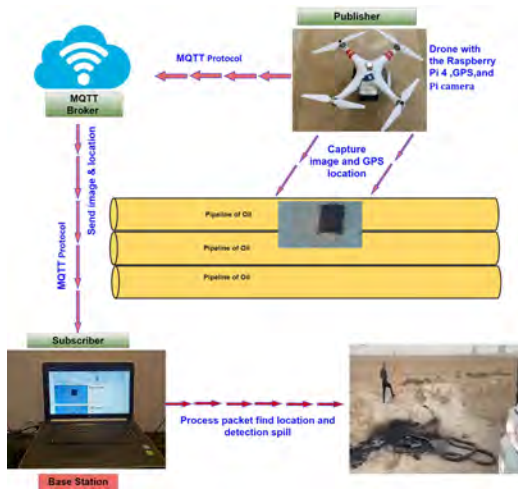 Publisher
MQTT Protocol
Drone with
the Raspberry
Pi 4 ,GPS,and
Pi camera
MQTT
Broker
Capture
image and GPS
location
Send image & location
MQTT Protocol
Pipeline of Oil
Pipeline of Oil
Pipeline of Oil
Subscriber
Process packet find location and
detection spill
Base Station